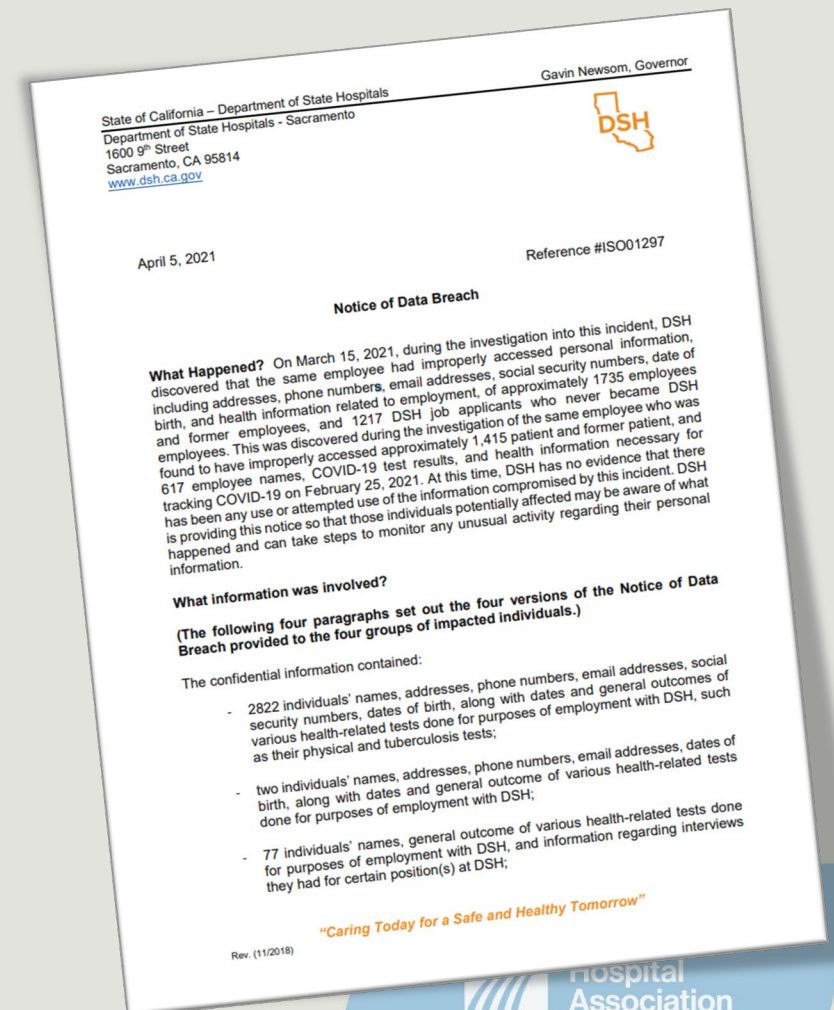 State of California – Department of State Hospitals
Gavin Newsom, Governor
Department of State Hospitals - Sacramento
1600 9th Street
Sacramento, CA 95814
www.dsh.ca.gov
DSH
April 5, 2021
Reference #ISO01297
Notice of Data Breach
What Happened? On March 15, 2021, during the investigation into this incident, DSH
discovered that the same employee had improperly accessed personal information,
including addresses, phone numbers, email addresses, social security numbers, date of
birth, and health information related to employment, of approximately 1735 employees
and former employees, and 1217 DSH job applicants who never became DSH
employees. This was discovered during the investigation of the same employee who was
found to have improperly accessed approximately 1,415 patient and former patient, and
617 employee names, COVID-19 test results, and health information necessary for
tracking COVID-19 on February 25, 2021. At this time, DSH has no evidence that there
has been any use or attempted use of the information compromised by this incident. DSH
is providing this notice so that those individuals potentially affected may be aware of what
happened and can take steps to monitor any unusual activity regarding their personal
information.
What information was involved?
(The following four paragraphs set out the four versions of the Notice of Data
Breach provided to the four groups of impacted individuals.)
The confidential information contained:
- 2822 individuals' names, addresses, phone numbers, email addresses, social
security numbers, dates of birth, along with dates and general outcomes of
various health-related tests done for purposes of employment with DSH, such
as their physical and tuberculosis tests;
- two individuals' names, addresses, phone numbers, email addresses, dates of
birth, along with dates and general outcome of various health-related tests
done for purposes of employment with DSH;
- 77 individuals' names, general outcome of various health-related tests done
for purposes of employment with DSH, and information regarding interviews
they had for certain position(s) at DSH;
"Caring Today for a Safe and Healthy Tomorrow"
Rev. (11/2018)
Hospital
Association